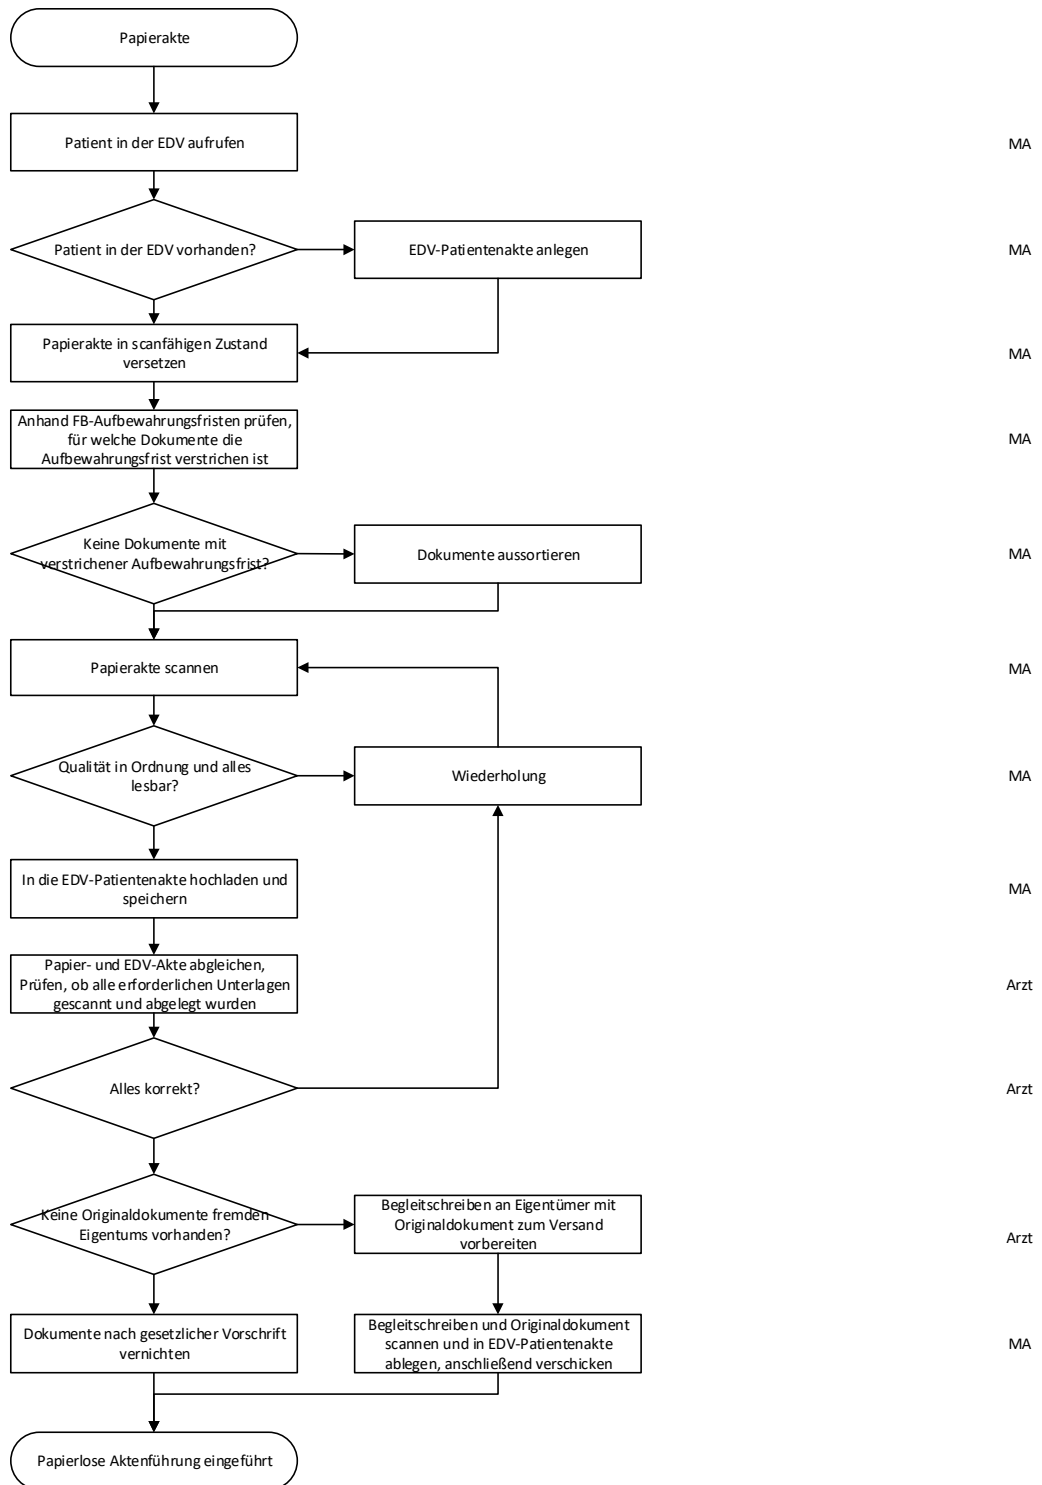 Papierakte
Patient in der EDV aufrufen
MA
Patient in der EDV vorhanden?
EDV-Patientenakte anlegen
MA
Papierakte in scanfähigen Zustand
versetzen
MA
Anhand FB-Aufbewahrungsfristen prüfen,
für welche Dokumente die
Aufbewahrungsfrist verstrichen ist
MA
Keine Dokumente mit
verstrichener Aufbewahrungsfrist?
Dokumente aussortieren
MA
Papierakte scannen
MA
Qualität in Ordnung und alles
lesbar?
Wiederholung
MA
In die EDV-Patientenakte hochladen und
speichern
MA
Papier- und EDV-Akte abgleichen,
Prüfen, ob alle erforderlichen Unterlagen
gescannt und abgelegt wurden
Arzt
Alles korrekt?
Arzt
Keine Originaldokumente fremden
Eigentums vorhanden?
Begleitschreiben an Eigentümer mit
Originaldokument zum Versand
vorbereiten
Arzt
Dokumente nach gesetzlicher Vorschrift
vernichten
Begleitschreiben und Originaldokument
scannen und in EDV-Patientenakte
ablegen, anschließend verschicken
MA
Papierlose Aktenführung eingeführt